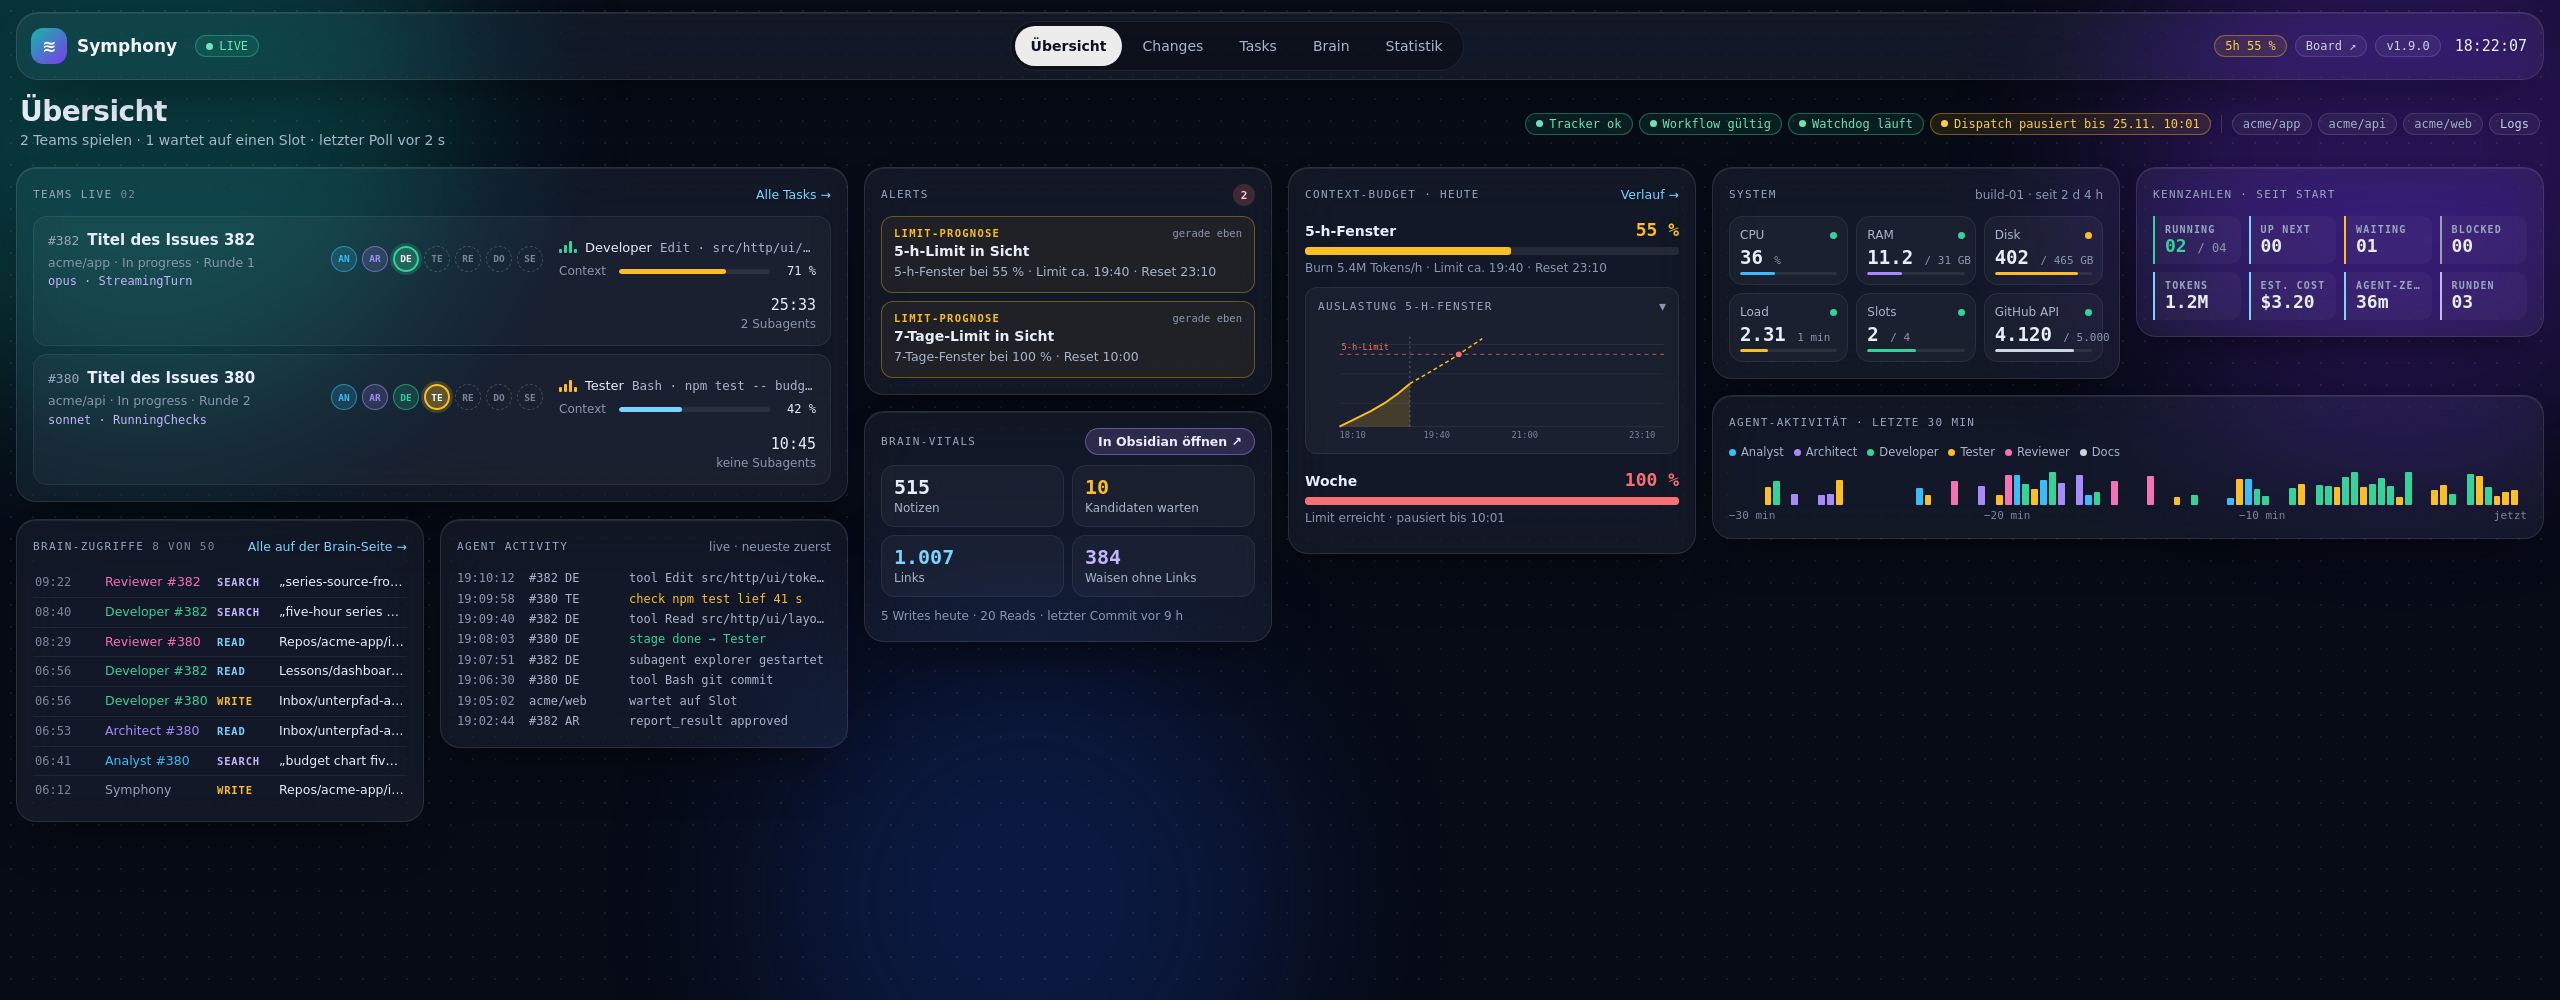 ≋ Symphony LIVE Übersicht Changes Tasks Brain Statistik 5h 55 % Board ↗ v1.9.0 18:22:07
Übersicht
2 Teams spielen · 1 wartet auf einen Slot · letzter Poll vor 2 s
Tracker ok Workflow gültig Watchdog läuft Dispatch pausiert bis 25.11. 10:01 acme/app acme/api acme/web Logs
TEAMS LIVE 02 Alle Tasks →
#382 Titel des Issues 382
acme/app · In progress · Runde 1
opus · StreamingTurn
AN AR DE TE RE DO SE
Developer Edit · src/http/ui/…
Context 71 %
25:33
2 Subagents
#380 Titel des Issues 380
acme/api · In progress · Runde 2
sonnet · RunningChecks
AN AR DE TE RE DO SE
Tester Bash · npm test -- budg…
Context 42 %
10:45
keine Subagents
BRAIN-ZUGRIFFE 8 VON 50 Alle auf der Brain-Seite →
09:22 Reviewer #382 SEARCH „series-source-fro…
08:40 Developer #382 SEARCH „five-hour series …
08:29 Reviewer #380 READ Repos/acme-app/i…
06:56 Developer #382 READ Lessons/dashboar…
06:56 Developer #380 WRITE Inbox/unterpfad-a…
06:53 Architect #380 READ Inbox/unterpfad-a…
06:41 Analyst #380 SEARCH „budget chart fiv…
06:12 Symphony WRITE Repos/acme-app/i…
AGENT ACTIVITY live · neueste zuerst
19:10:12 #382 DE tool Edit src/http/ui/toke…
19:09:58 #380 TE check npm test lief 41 s
19:09:40 #382 DE tool Read src/http/ui/layo…
19:08:03 #380 DE stage done → Tester
19:07:51 #382 DE subagent explorer gestartet
19:06:30 #380 DE tool Bash git commit
19:05:02 acme/web wartet auf Slot
19:02:44 #382 AR report_result approved
ALERTS 2
LIMIT-PROGNOSE gerade eben
5-h-Limit in Sicht
5-h-Fenster bei 55 % · Limit ca. 19:40 · Reset 23:10
LIMIT-PROGNOSE gerade eben
7-Tage-Limit in Sicht
7-Tage-Fenster bei 100 % · Reset 10:00
BRAIN-VITALS In Obsidian öffnen ↗
515
Notizen
10
Kandidaten warten
1.007
Links
384
Waisen ohne Links
5 Writes heute · 20 Reads · letzter Commit vor 9 h
CONTEXT-BUDGET · HEUTE Verlauf →
5-h-Fenster 55 %
Burn 5.4M Tokens/h · Limit ca. 19:40 · Reset 23:10
AUSLASTUNG 5-H-FENSTER ▼
5-h-Limit
18:10 19:40 21:00 23:10
Woche 100 %
Limit erreicht · pausiert bis 10:01
SYSTEM build-01 · seit 2 d 4 h
CPU
36 %
RAM
11.2 / 31 GB
Disk
402 / 465 GB
Load
2.31 1 min
Slots
2 / 4
GitHub API
4.120 / 5.000
KENNZAHLEN · SEIT START
RUNNING
02 / 04
UP NEXT
00
WAITING
01
BLOCKED
00
TOKENS
1.2M
EST. COST
$3.20
AGENT-ZE…
36m
RUNDEN
03
AGENT-AKTIVITÄT · LETZTE 30 MIN
Analyst Architect Developer Tester Reviewer Docs
−30 min −20 min −10 min jetzt